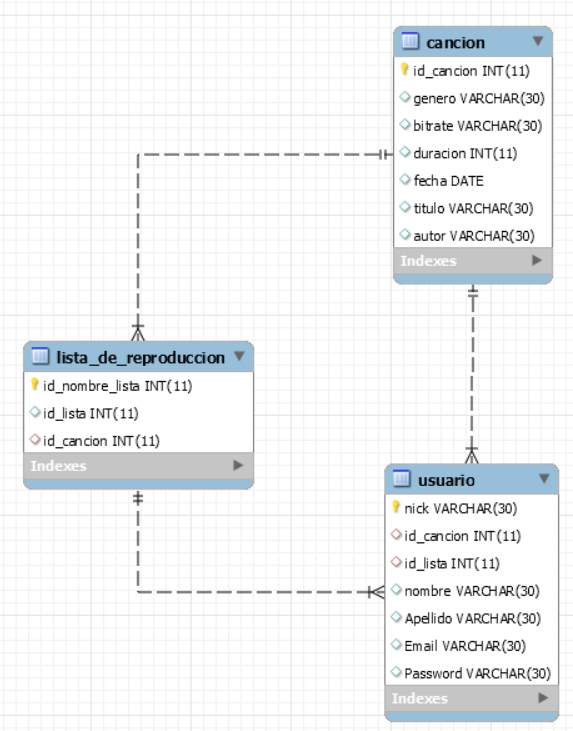 cancion
id_cancion INT(11)
genero VARCHAR(30)
bitrate VARCHAR(30)
duracion INT(11)
fecha DATE
titulo VARCHAR(30)
autor VARCHAR(30)
Indexes
lista_de_reproduccion
id_nombre_lista INT(11)
id_lista INT(11)
id_cancion INT(11)
Indexes
usuario
nick VARCHAR(30)
id_cancion INT(11)
id_lista INT(11)
nombre VARCHAR(30)
Apellido VARCHAR(30)
Email VARCHAR(30)
Password VARCHAR(30)
Indexes